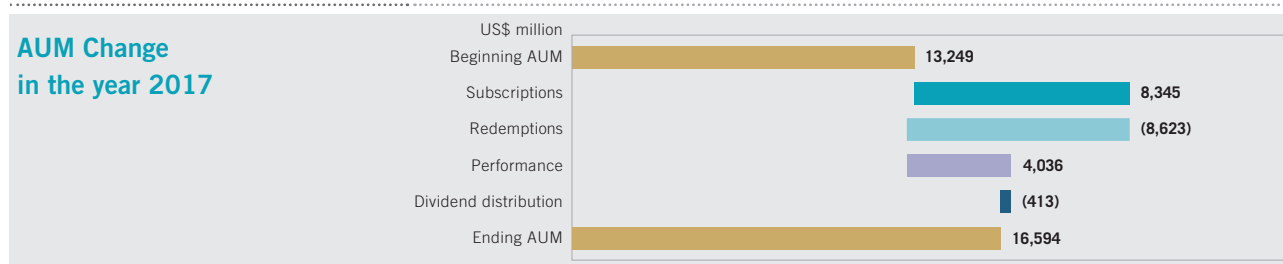 AUM Change
in the year 2017
US$ million
Beginning AUM 13,249
Subscriptions 8,345
Redemptions (8,623)
Performance 4,036
Dividend distribution (413)
Ending AUM 16,594